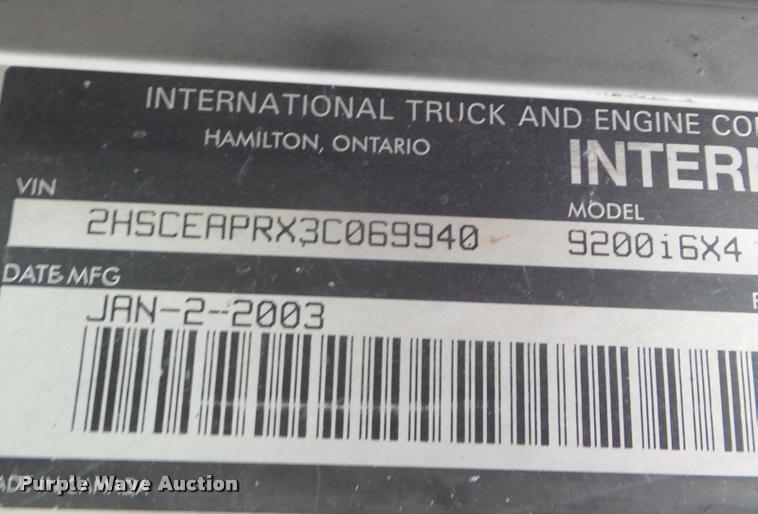 INTERNATIONAL TRUCK AND ENGINE CO
HAMILTON, ONTARIO
INTER
VIN
MODEL
2HSCEAPRX3C069940
9200i6X4
DATE MFG
JAN-2-2003
Purple Wave Auction